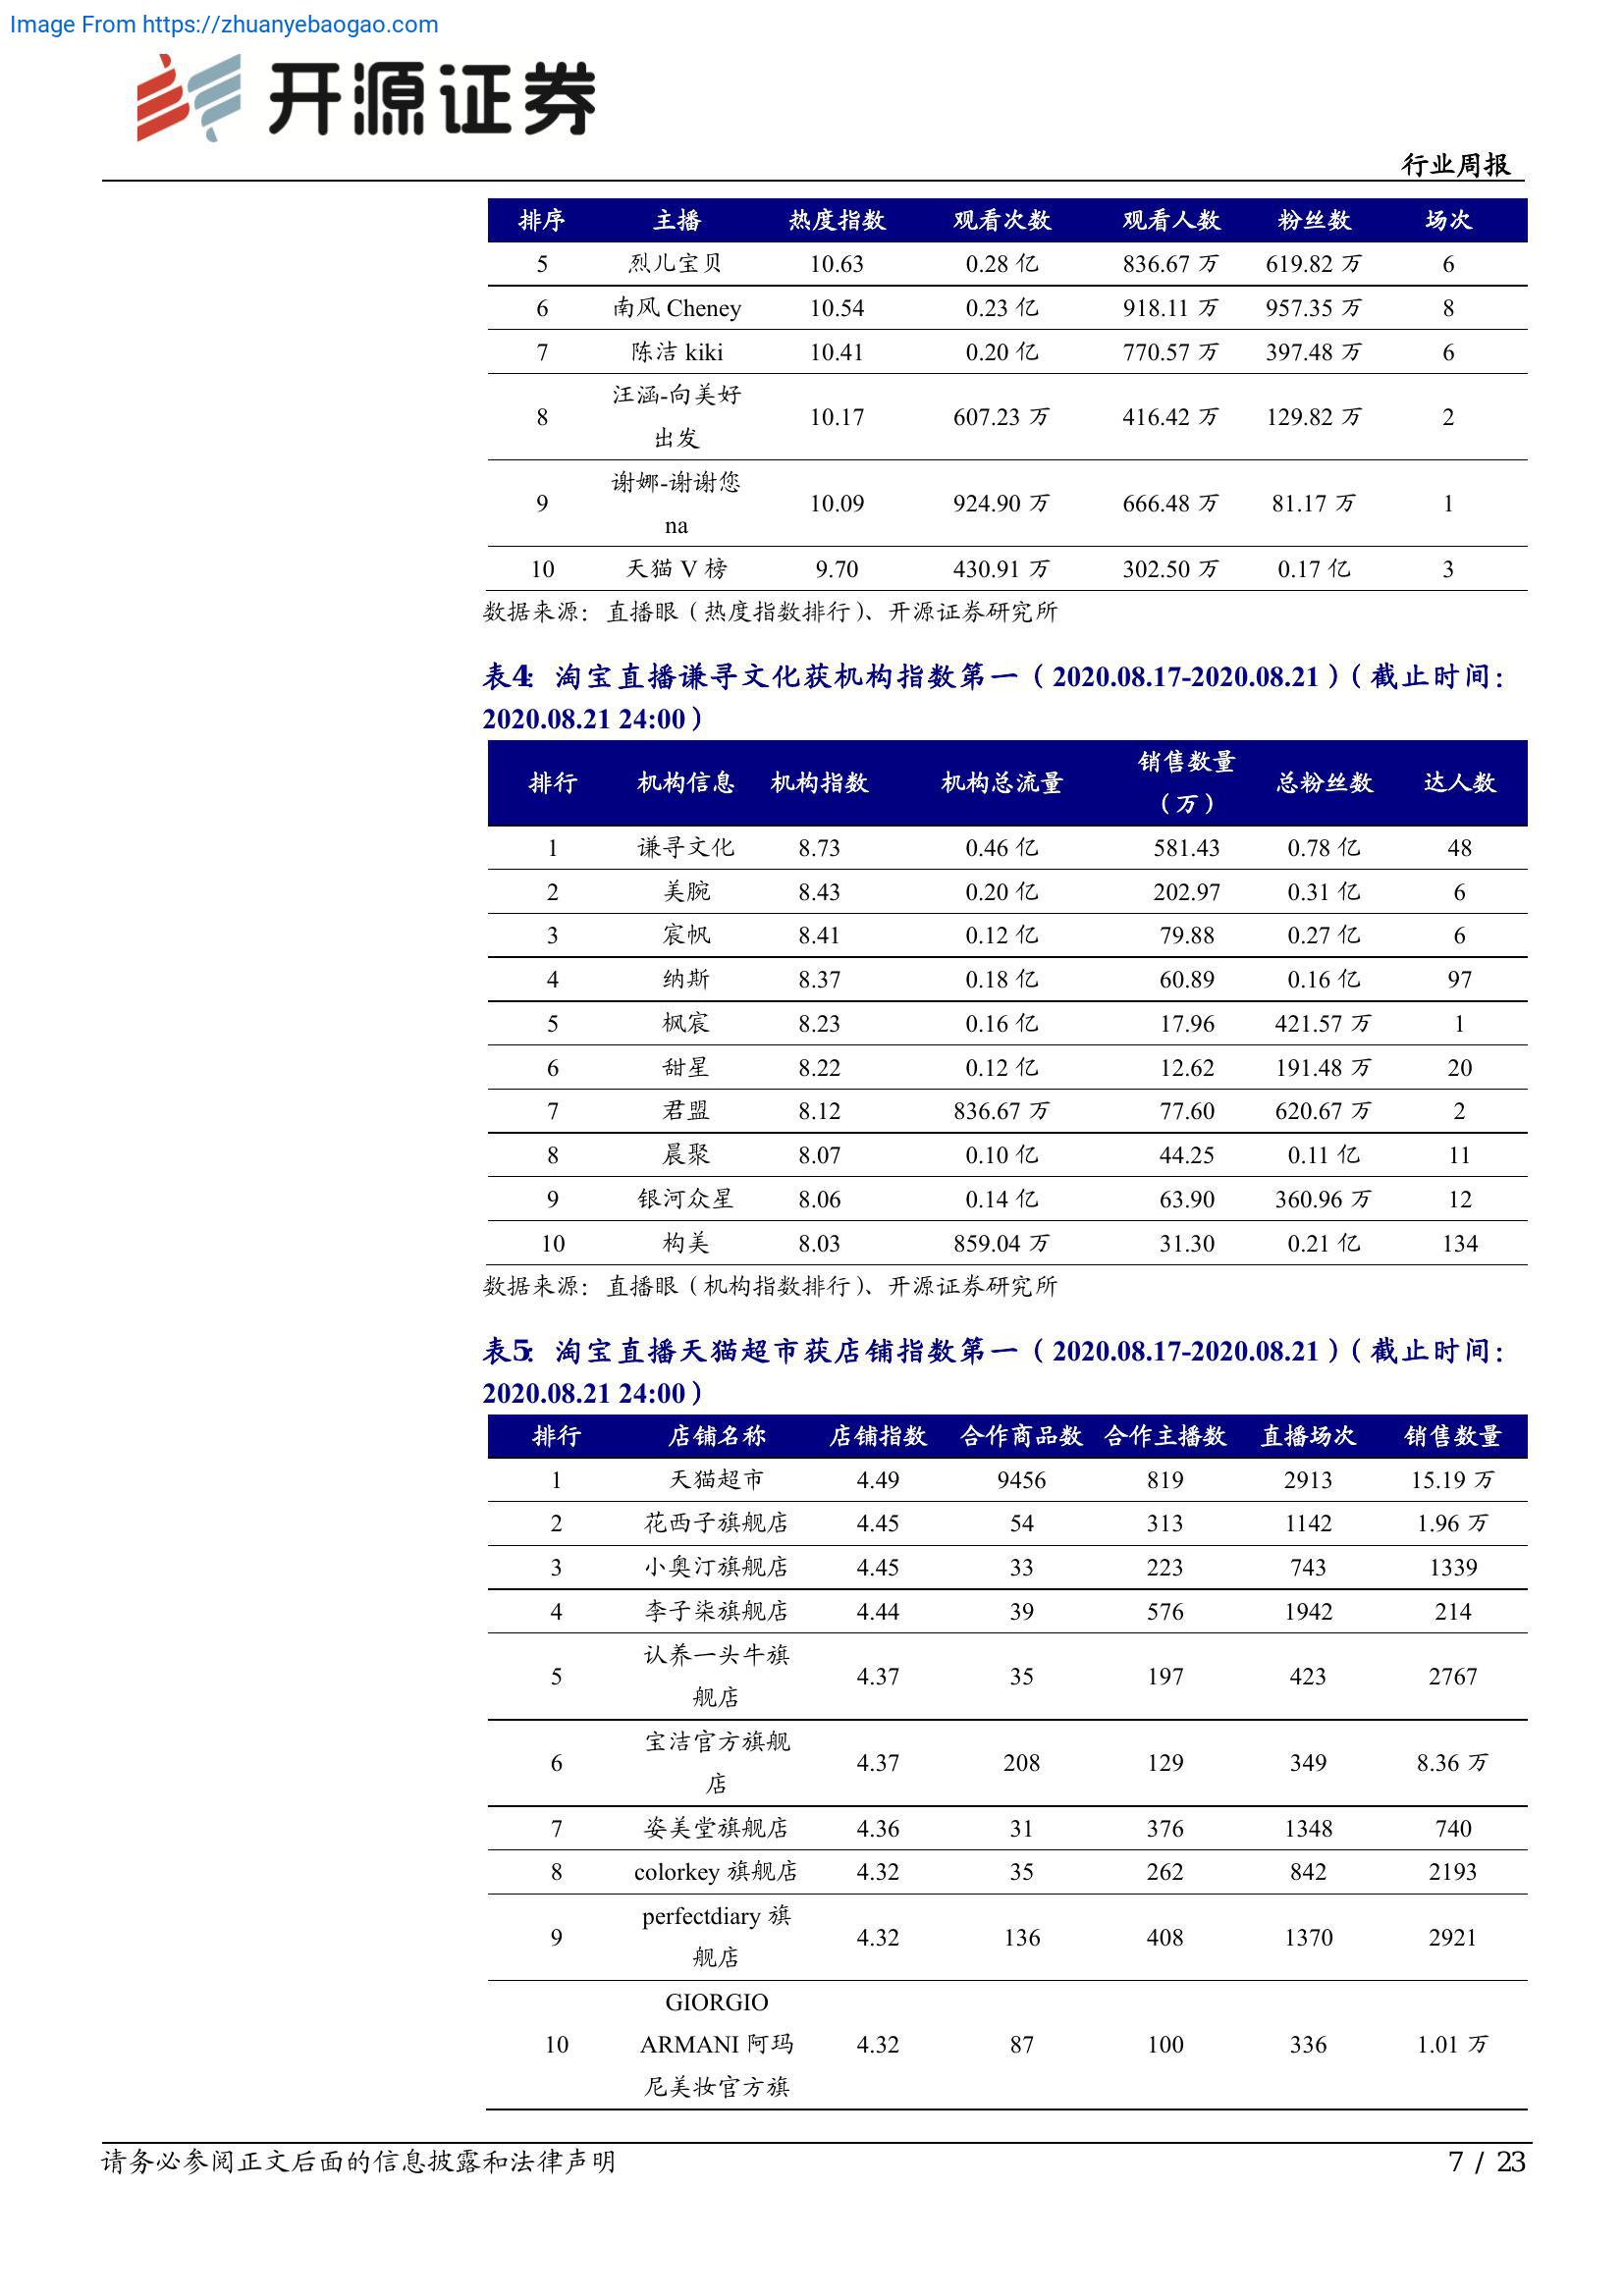 Image From https://zhuanyebaogao.com
开源证券
行业周报
排序 主播 热度指数 观看次数 观看人数 粉丝数 场次
5 烈儿宝贝 10.63 0.28 亿 836.67 万 619.82 万 6
6 南风 Cheney 10.54 0.23 亿 918.11 万 957.35 万 8
7 陈洁 kiki 10.41 0.20 亿 770.57 万 397.48 万 6
汪涵-向美好
8 10.17 607.23 万 416.42 万 129.82 万 2
出发
谢娜-谢谢您
9 10.09 924.90 万 666.48 万 81.17 万 1
na
10 天猫 V 榜 9.70 430.91 万 302.50 万 0.17 亿 3
数据来源：直播眼（热度指数排行）、开源证券研究所
表4：淘宝直播谦寻文化获机构指数第一（2020.08.17-2020.08.21）（截止时间：
2020.08.21 24:00）
销售数量
排行 机构信息 机构指数 机构总流量 总粉丝数 达人数
（万）
1 谦寻文化 8.73 0.46 亿 581.43 0.78 亿 48
2 美腕 8.43 0.20 亿 202.97 0.31 亿 6
3 宸帆 8.41 0.12 亿 79.88 0.27 亿 6
4 纳斯 8.37 0.18 亿 60.89 0.16 亿 97
5 枫宸 8.23 0.16 亿 17.96 421.57 万 1
6 甜星 8.22 0.12 亿 12.62 191.48 万 20
7 君盟 8.12 836.67 万 77.60 620.67 万 2
8 晨聚 8.07 0.10 亿 44.25 0.11 亿 11
9 银河众星 8.06 0.14 亿 63.90 360.96 万 12
10 构美 8.03 859.04 万 31.30 0.21 亿 134
数据来源：直播眼（机构指数排行）、开源证券研究所
表5：淘宝直播天猫超市获店铺指数第一（2020.08.17-2020.08.21）（截止时间：
2020.08.21 24:00）
排行 店铺名称 店铺指数 合作商品数 合作主播数 直播场次 销售数量
1 天猫超市 4.49 9456 819 2913 15.19 万
2 花西子旗舰店 4.45 54 313 1142 1.96 万
3 小奥汀旗舰店 4.45 33 223 743 1339
4 李子柒旗舰店 4.44 39 576 1942 214
认养一头牛旗
5 4.37 35 197 423 2767
舰店
宝洁官方旗舰
6 4.37 208 129 349 8.36 万
店
7 姿美堂旗舰店 4.36 31 376 1348 740
8 colorkey 旗舰店 4.32 35 262 842 2193
perfectdiary 旗
9 4.32 136 408 1370 2921
舰店
GIORGIO
10 ARMANI 阿玛 4.32 87 100 336 1.01 万
尼美妆官方旗
请务必参阅正文后面的信息披露和法律声明 7 / 23